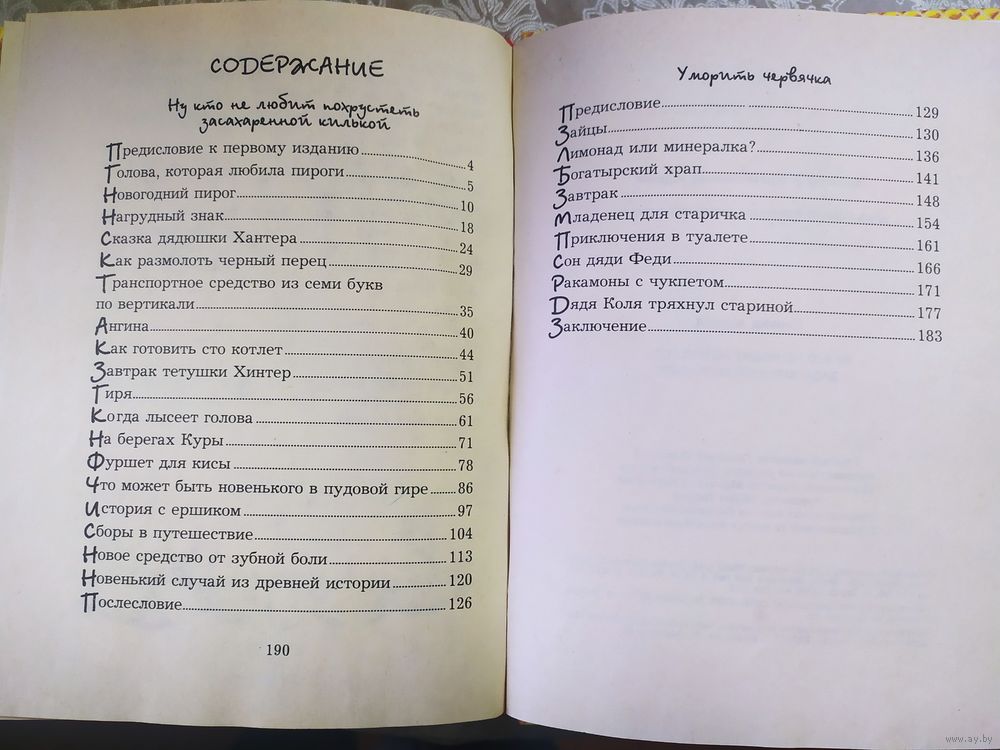 СОДЕРЖАНИЕ
Ну кто не любит похрустеть
засахаренной килькой
Предисловие к первому изданию.....4
Голова, которая любила пироги.....5
Новогодний пирог.....10
Нагрудный знак.....18
Сказка дядюшки Хантера.....24
Как размолоть черный перец.....29
Транспортное средство из семи букв
по вертикали.....35
Ангина.....40
Как готовить сто котлет.....44
Завтрак тетушки Хинтер.....51
Гиря.....56
Когда лысеет голова.....61
На берегах Куры.....71
Фуршет для кисы.....78
Что может быть новенького в пудовой гире.....86
История с ершиком.....97
Сборы в путешествие.....104
Новое средство от зубной боли.....113
Новенький случай из древней истории.....120
Послесловие.....126
190
Уморить червячка
Предисловие.....129
Зайцы.....130
Лимонад или минералка?.....136
Богатырский храп.....141
Завтрак.....148
Младенец для старичка.....154
Приключения в туалете.....161
Сон дяди Феди.....166
Ракамоны с чукпетом.....171
Дядя Коля тряхнул стариной.....177
Заключение.....183
www.ay.by